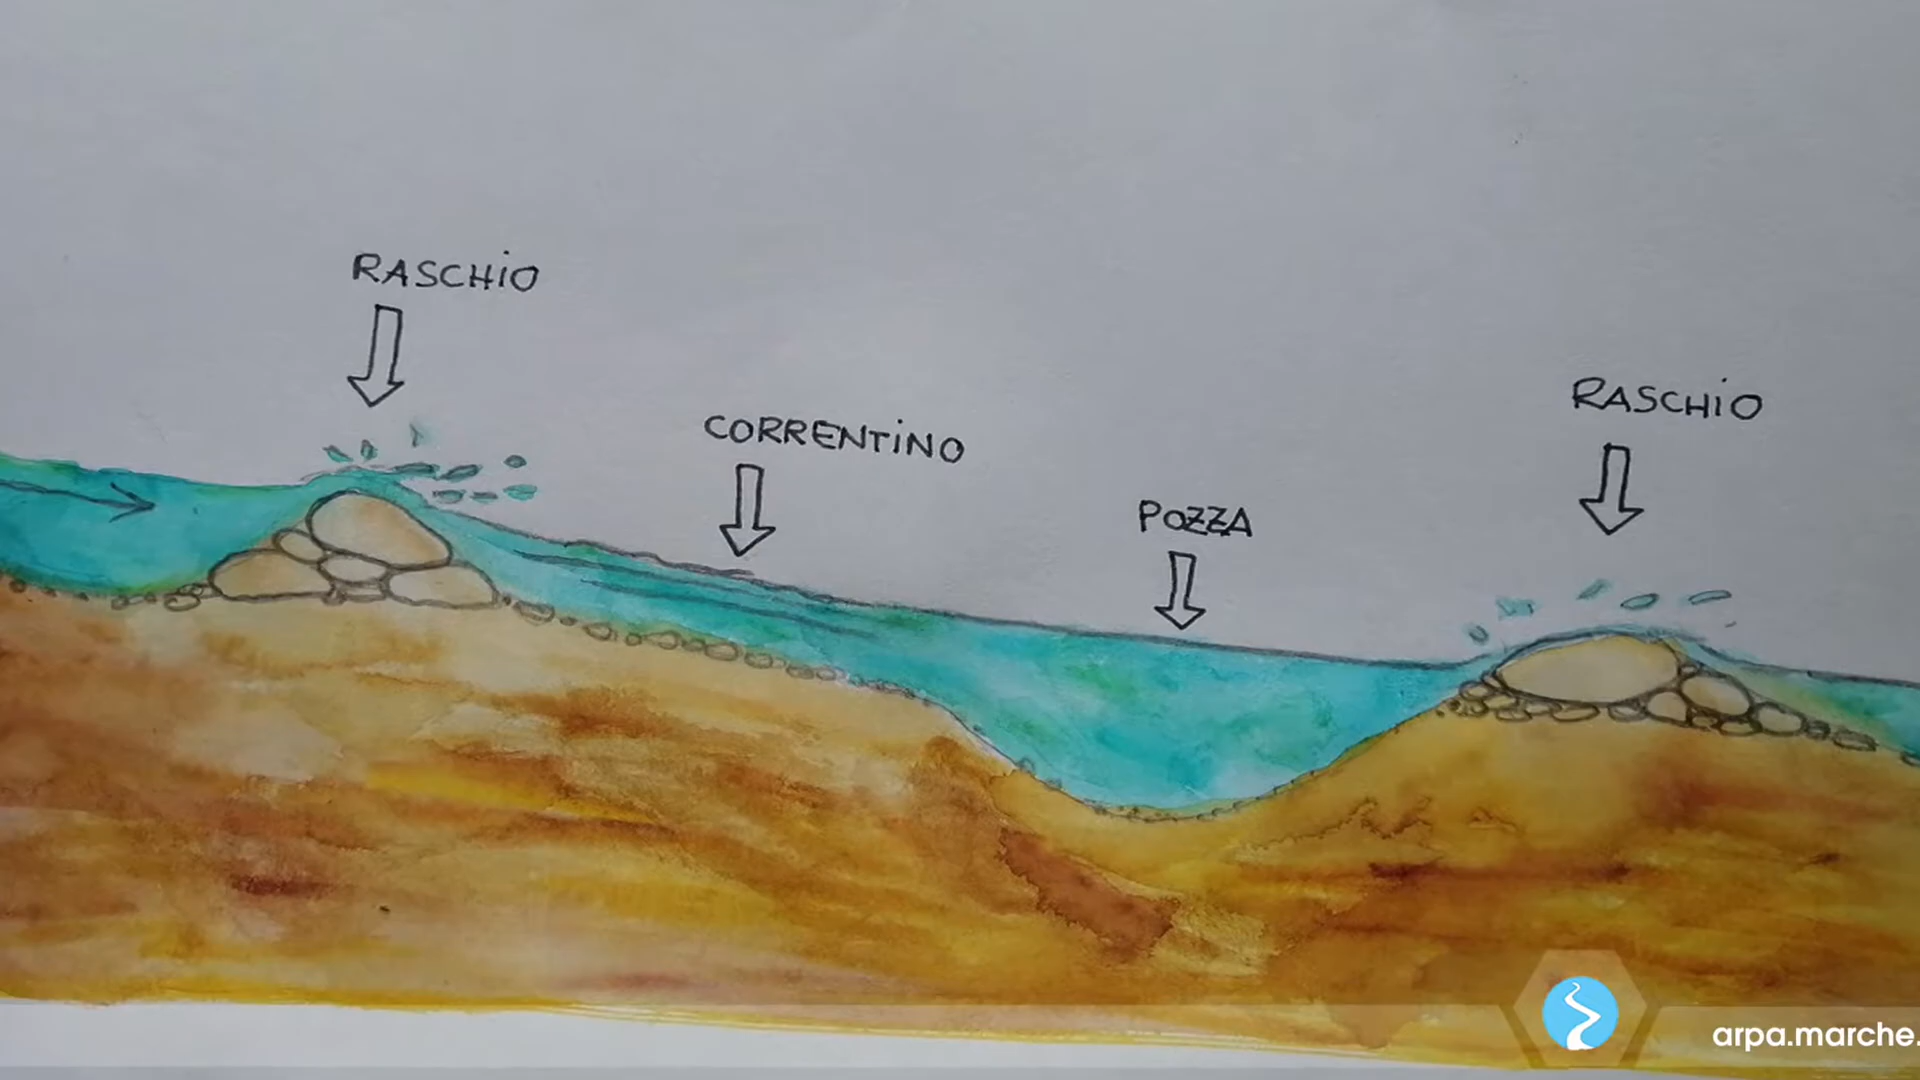 RASCHIO
CORRENTINO
POZZA
RASCHIO
arpa.marche.